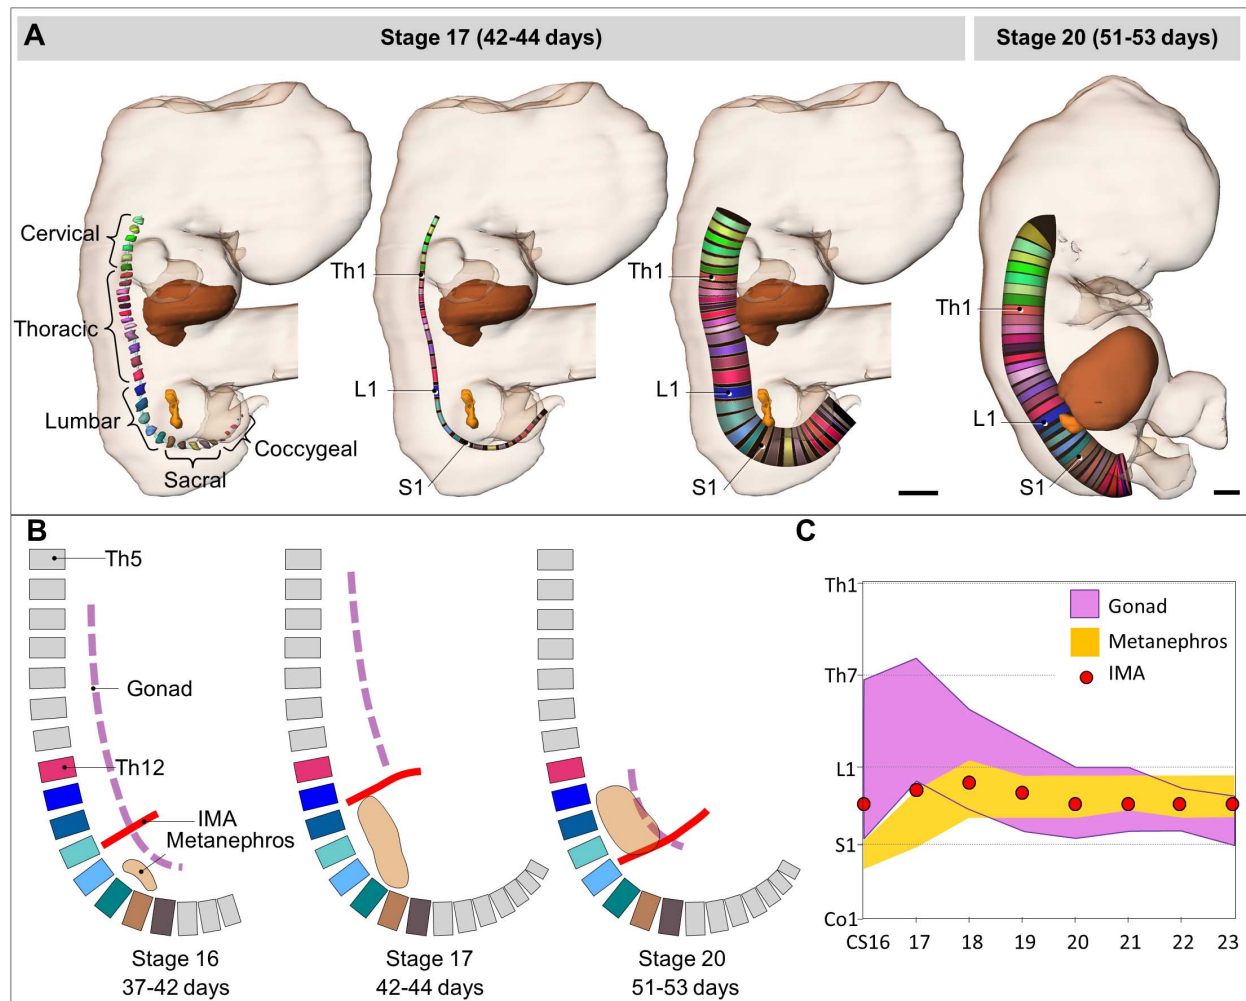 A
Stage 17 (42-44 days)
Stage 20 (51-53 days)
Cervical
Thoracic
Lumbar
Sacral
Coccygeal
Th1
L1
S1
Th1
L1
S1
Th1
L1
S1
B
Th5
Gonad
Th12
IMA
Metanephros
Stage 16
37-42 days
Stage 17
42-44 days
Stage 20
51-53 days
C
Th1
Th7
L1
S1
Co1
Gonad
Metanephros
IMA
CS16 17 18 19 20 21 22 23